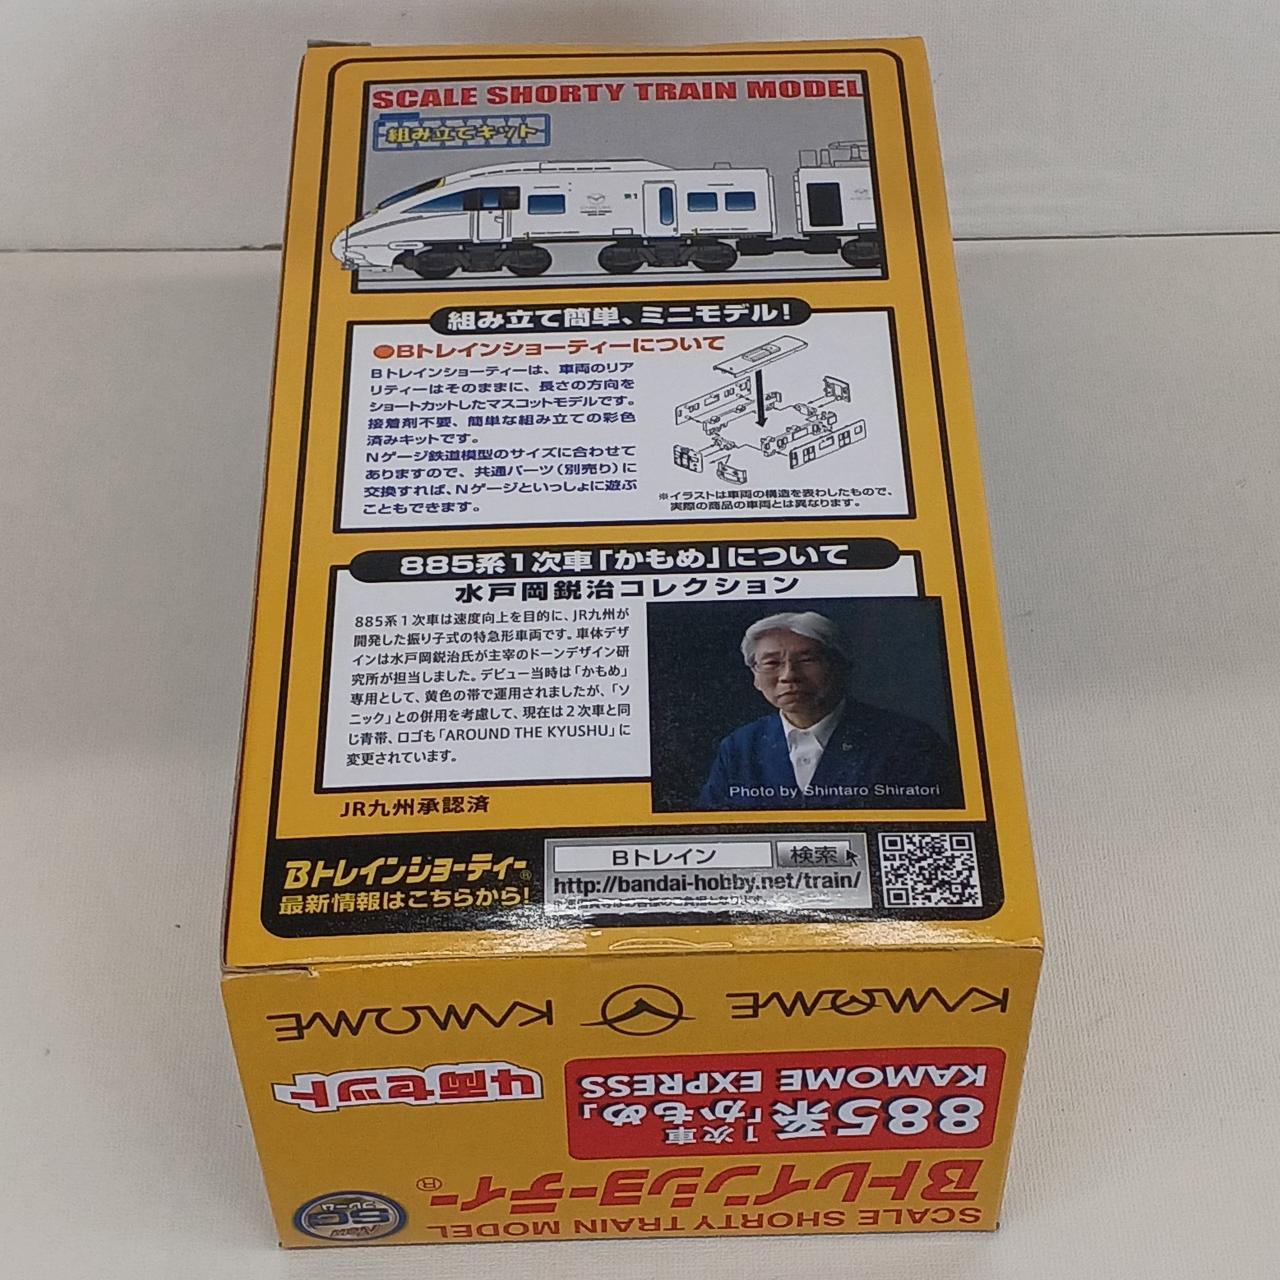 SCALE SHORTY TRAIN MODEL
組み立てキット
組み立て簡単、ミニモデル!
●Bトレインショーティーについて
Bトレインショーティーは、車両のリア
リティーはそのままに、長さの方向を
ショートカットしたマスコットモデルです。
接着剤不要、簡単な組み立ての彩色
済みキットです。
Nゲージ鉄道模型のサイズに合わせて
ありますので、共通パーツ(別売り)に
交換すれば、Nゲージといっしょに遊ぶ
こともできます。
※イラストは車両の構造を表わしたもので、
実際の商品の車両とは異なります。
885系1次車「かもめ」について
水戸岡鋭治コレクション
885系1次車は速度向上を目的に、JR九州が
開発した振り子式の特急形車両です。車体デザ
インは水戸岡鋭治氏が主宰のドーンデザイン研
究所が担当しました。デビュー当時は「かもめ」
専用として、黄色の帯で運用されましたが、「ソ
ニック」との併用を考慮して、現在は2次車と同
じ青帯、ロゴも「AROUND THE KYUSHU」に
変更されています。
Photo by Shintaro Shiratori
JR九州承認済
Bトレインショーティー®
最新情報はこちらから!
Bトレイン 検索
http://bandai-hobby.net/train/
SCALE SHORTY TRAIN MODEL
Bトレインショーティー®
885系1次車「かもめ」
KAMOME EXPRESS
4両セット
KAMOME KAMOME
New SG フレーム